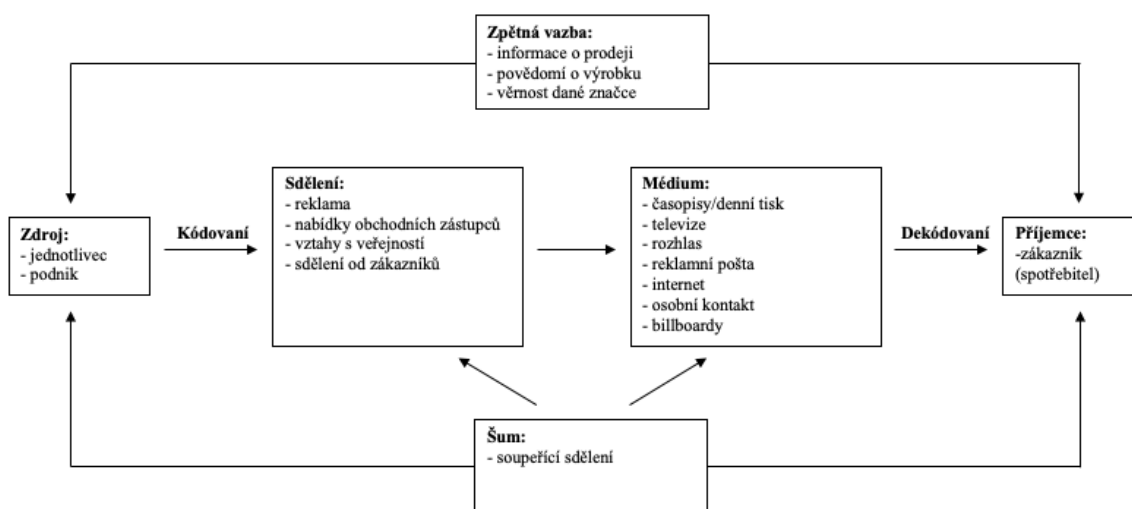 Zpětná vazba:
- informace o prodeji
- povědomí o výrobku
- věrnost dané značce
Zdroj:
- jednotlivec
- podnik
Kódovaní
Sdělení:
- reklama
- nabídky obchodních zástupců
- vztahy s veřejností
- sdělení od zákazníků
Médium:
- časopisy/denní tisk
- televize
- rozhlas
- reklamní pošta
- internet
- osobní kontakt
- billboardy
Dekódovaní
Příjemce:
-zákazník
(spotřebitel)
Šum:
- soupeřící sdělení